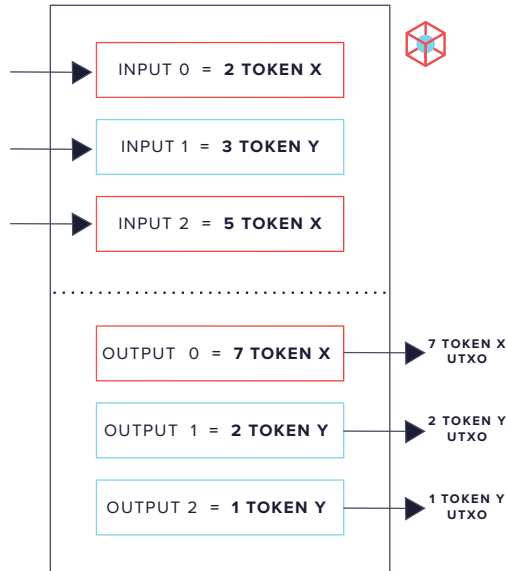 INPUT 0 = 2 TOKEN X
INPUT 1 = 3 TOKEN Y
INPUT 2 = 5 TOKEN X
OUTPUT 0 = 7 TOKEN X
7 TOKEN X
UTXO
OUTPUT 1 = 2 TOKEN Y
2 TOKEN Y
UTXO
OUTPUT 2 = 1 TOKEN Y
1 TOKEN Y
UTXO